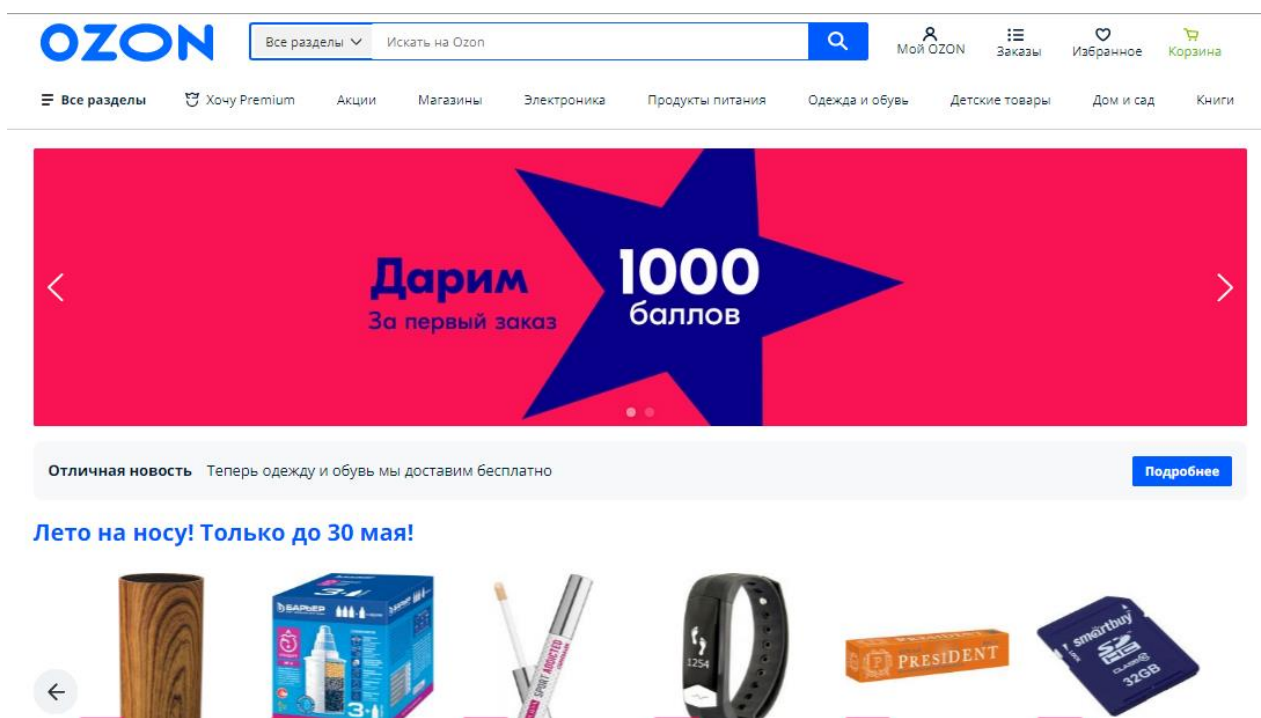 OZON
Все разделы
Искать на Ozon
Мой OZON
Заказы
Избранное
Корзина
Все разделы
Хочу Premium
Акции
Магазины
Электроника
Продукты питания
Одежда и обувь
Детские товары
Дом и сад
Книги
Дарим
За первый заказ
1000
баллов
Отличная новость Теперь одежду и обувь мы доставим бесплатно
Подробнее
Лето на носу! Только до 30 мая!
БАРЬЕР
3+
SPORT ADDICTED
1254
PRESIDENT
smartbuy
32GB